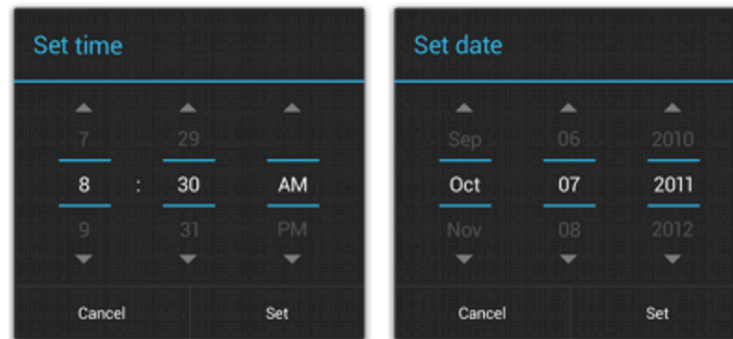 Set time
7 29
8 : 30 AM
9 31 PM
Cancel Set
Set date
Sep 06 2010
Oct 07 2011
Nov 08 2012
Cancel Set